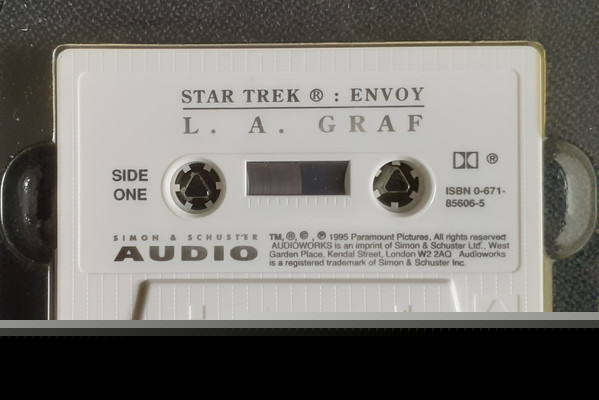 STAR TREK ® : ENVOY
L. A. GRAF
SIDE
ONE
®
ISBN 0-671-
85606-5
SIMON & SCHUSTER
AUDIO
TM, ®, ©, ℗ 1995 Paramount Pictures, All rights reserved
AUDIOWORKS is an imprint of Simon & Schuster Ltd., West
Garden Place, Kendal Street, London W2 2AQ Audioworks
is a registered trademark of Simon & Schuster Inc.